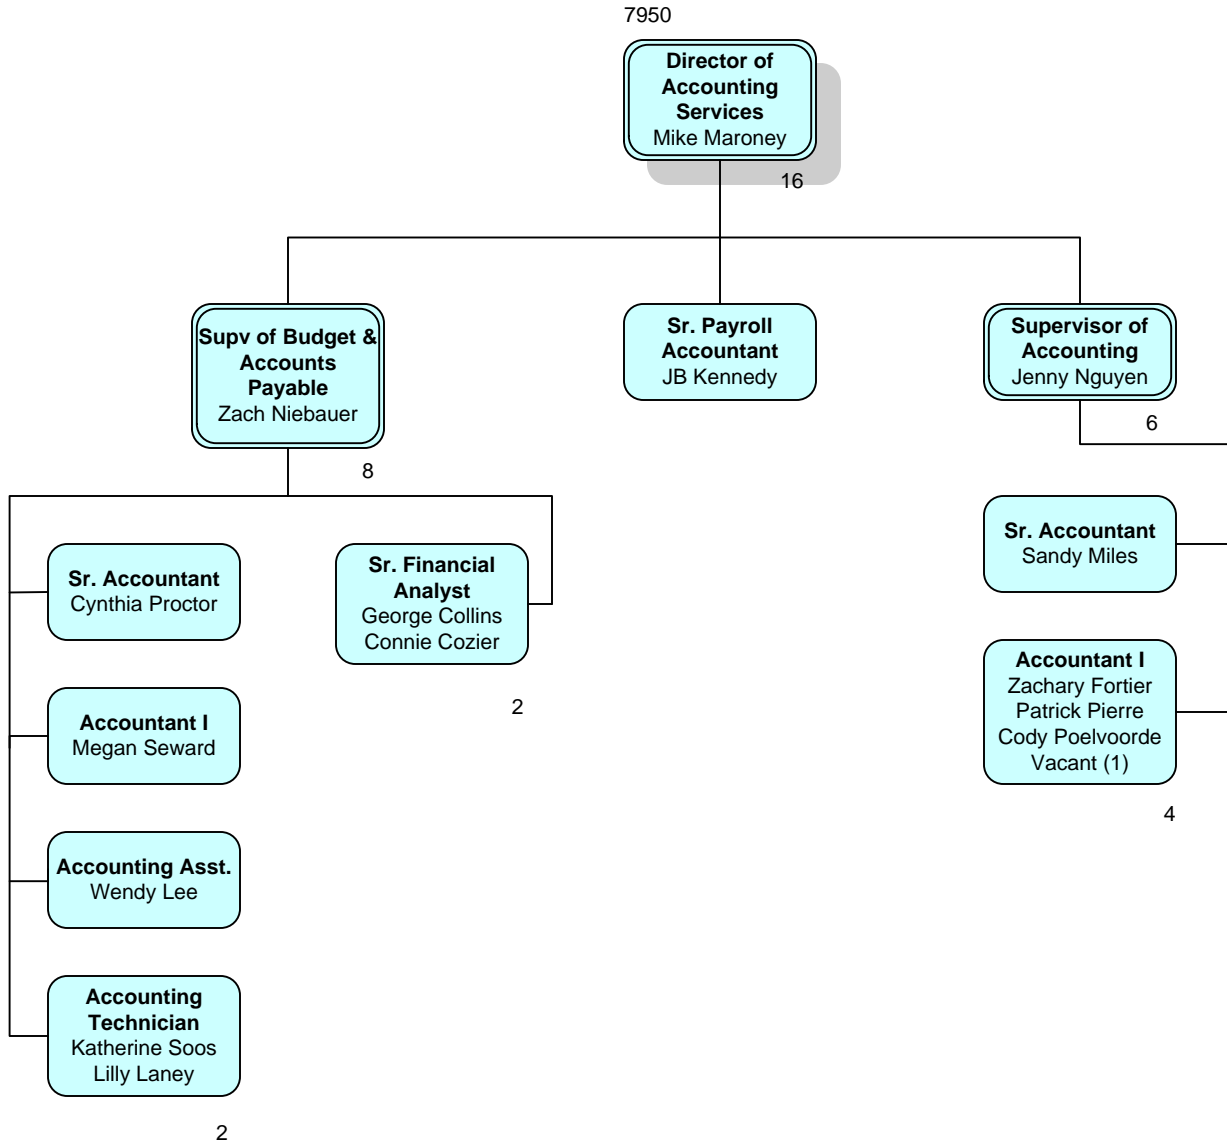 7950
Director of
Accounting
Services
Mike Maroney
16
Supv of Budget &
Accounts
Payable
Zach Niebauer
8
Sr. Payroll
Accountant
JB Kennedy
Supervisor of
Accounting
Jenny Nguyen
6
Sr. Accountant
Cynthia Proctor
Sr. Financial
Analyst
George Collins
Connie Cozier
2
Sr. Accountant
Sandy Miles
Accountant I
Megan Seward
Accountant I
Zachary Fortier
Patrick Pierre
Cody Poelvoorde
Vacant (1)
4
Accounting Asst.
Wendy Lee
Accounting
Technician
Katherine Soos
Lilly Laney
2